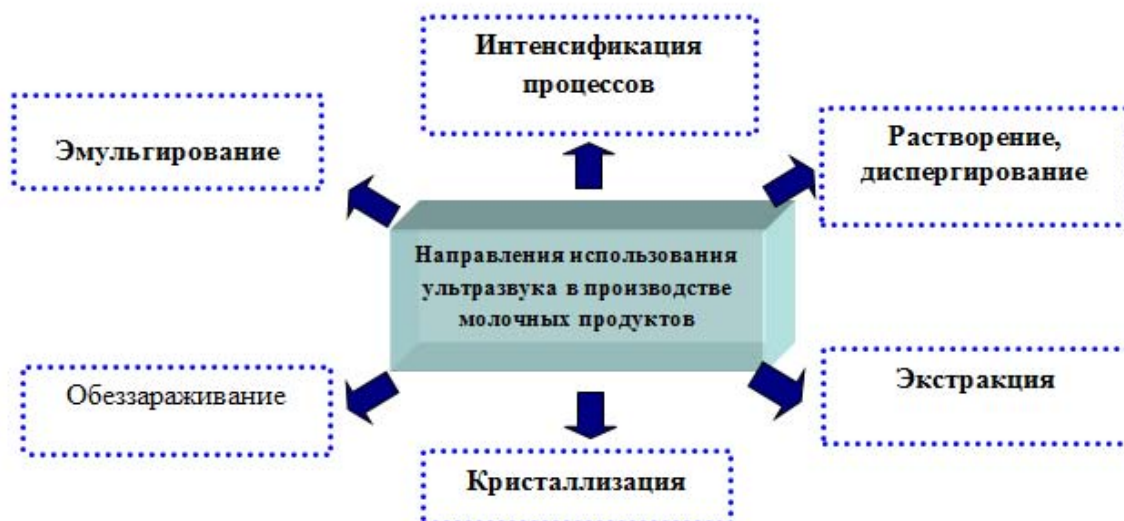 Интенсификация
процессов
Эмульгирование
Растворение,
диспергирование
Направления использования
ультразвука в производстве
молочных продуктов
Обеззараживание
Экстракция
Кристаллизация